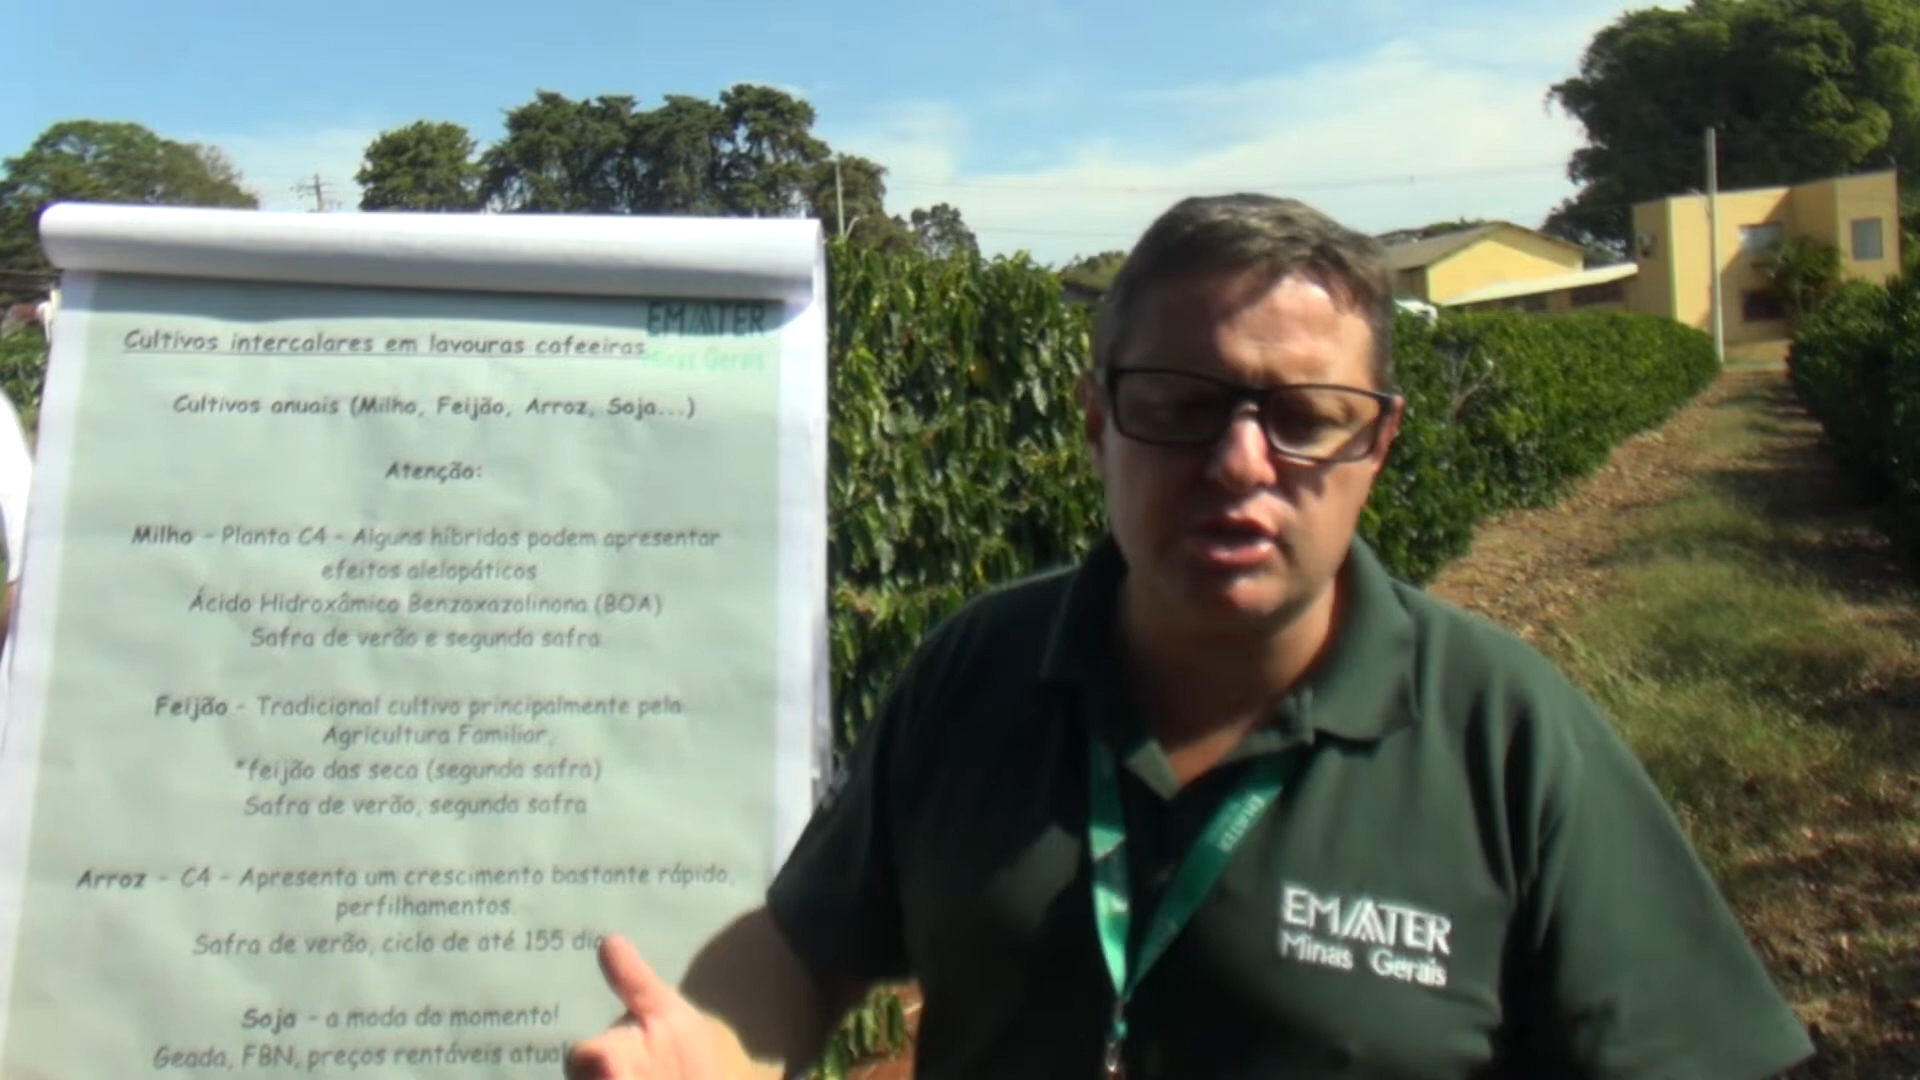 EMATER
Minas Gerais
Cultivos intercalares em lavouras cafeeiras
Cultivos anuais (Milho, Feijão, Arroz, Soja...)
Atenção:
Milho - Planta C4 - Alguns híbridos podem apresentar
efeitos alelopáticos
Ácido Hidroxâmico Benzoxazolinona (BOA)
Safra de verão e segunda safra
Feijão - Tradicional cultivo principalmente pela
Agricultura Familiar,
*feijão das seca (segunda safra)
Safra de verão, segunda safra
Arroz - C4 - Apresenta um crescimento bastante rápido,
perfilhamentos.
Safra de verão, ciclo de até 155
Soja - a moda do momento!
Geada, FBN, preços rentáveis
EMATER
EMATER
Minas Gerais